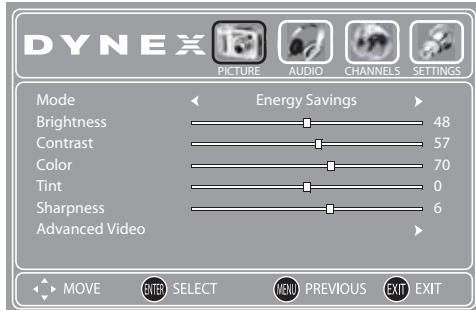 DYNEX
PICTURE AUDIO CHANNELS SETTINGS
Mode Energy Savings
Brightness 48
Contrast 57
Color 70
Tint 0
Sharpness 6
Advanced Video
MOVE ENTER SELECT MENU PREVIOUS EXIT EXIT